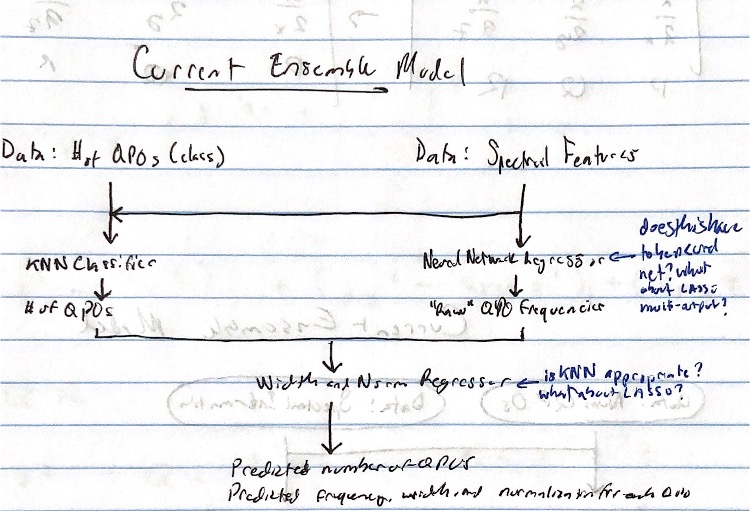 Current Ensemble Model
Data: # of QPOs (class)
Data: Spectral Features
KNN Classifier
# of QPOs
Neural Network Regressor
"Raw" QPO Frequencies
does this have
to be neural
net? what
about LASSO
multi-output?
Width and Norm Regressor
is KNN appropriate?
what about LASSO?
Predicted number of QPOs
Predicted frequency, width, and normalization for each QPO